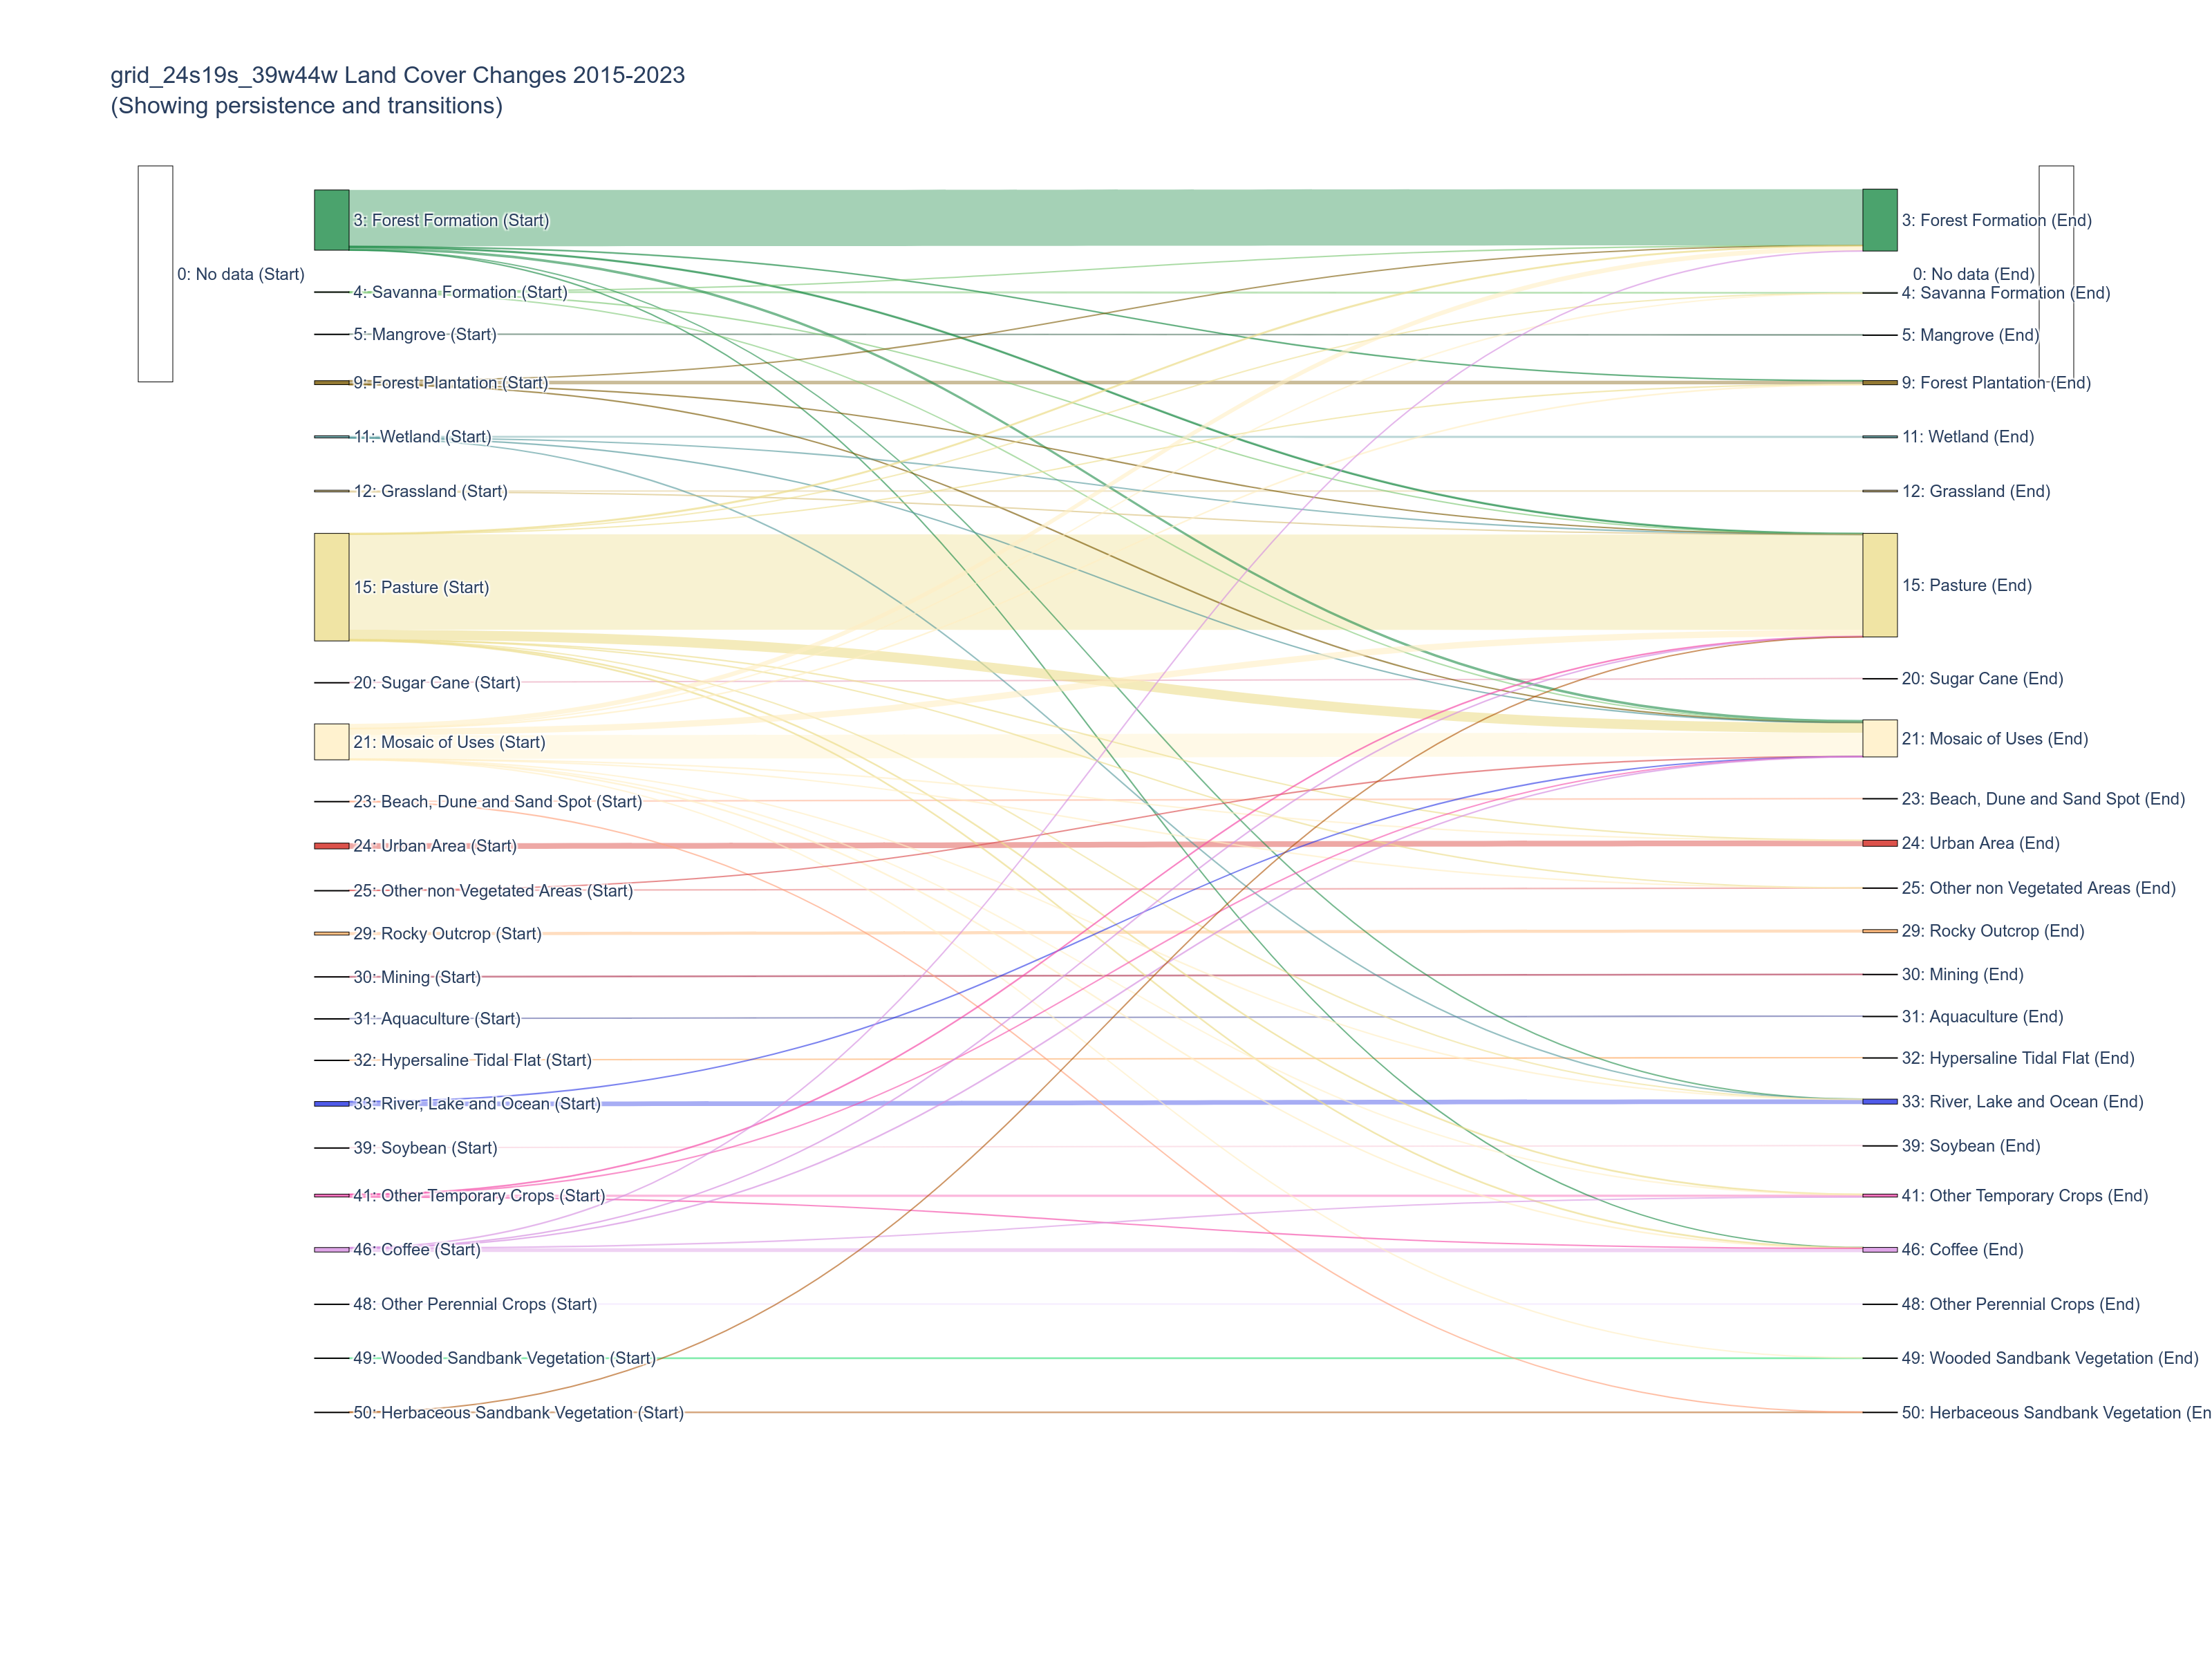 grid_24s19s_39w44w Land Cover Changes 2015-2023
(Showing persistence and transitions)
3: Forest Formation (Start)
3: Forest Formation (End)
0: No data (Start)
0: No data (End)
4: Savanna Formation (Start)
4: Savanna Formation (End)
5: Mangrove (Start)
5: Mangrove (End)
9: Forest Plantation (Start)
9: Forest Plantation (End)
11: Wetland (Start)
11: Wetland (End)
12: Grassland (Start)
12: Grassland (End)
15: Pasture (Start)
15: Pasture (End)
20: Sugar Cane (Start)
20: Sugar Cane (End)
21: Mosaic of Uses (Start)
21: Mosaic of Uses (End)
23: Beach, Dune and Sand Spot (Start)
23: Beach, Dune and Sand Spot (End)
24: Urban Area (Start)
24: Urban Area (End)
25: Other non Vegetated Areas (Start)
25: Other non Vegetated Areas (End)
29: Rocky Outcrop (Start)
29: Rocky Outcrop (End)
30: Mining (Start)
30: Mining (End)
31: Aquaculture (Start)
31: Aquaculture (End)
32: Hypersaline Tidal Flat (Start)
32: Hypersaline Tidal Flat (End)
33: River, Lake and Ocean (Start)
33: River, Lake and Ocean (End)
39: Soybean (Start)
39: Soybean (End)
41: Other Temporary Crops (Start)
41: Other Temporary Crops (End)
46: Coffee (Start)
46: Coffee (End)
48: Other Perennial Crops (Start)
48: Other Perennial Crops (End)
49: Wooded Sandbank Vegetation (Start)
49: Wooded Sandbank Vegetation (End)
50: Herbaceous Sandbank Vegetation (Start)
50: Herbaceous Sandbank Vegetation (En